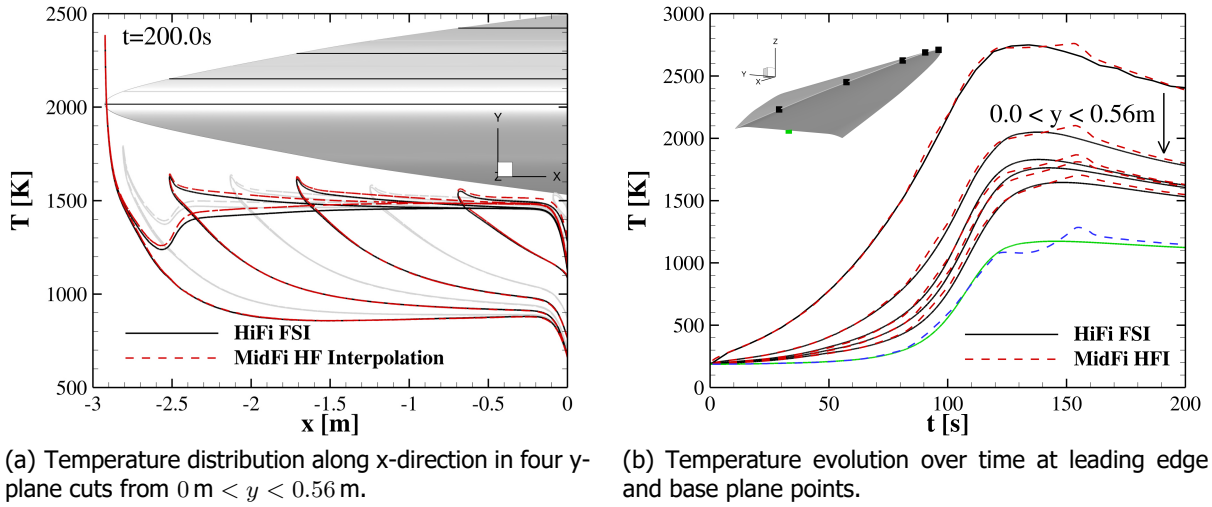 3000
2500
2000
1500
1000
500
T [K]
t=200.0s
Y
Z
X
HiFi FSI
MidFi HF Interpolation
-3
-2.5
-2
-1.5
-1
-0.5
0
x [m]
3000
2500
2000
1500
1000
500
0
T [K]
Z
Y
X
0.0 < y < 0.56m
HiFi FSI
MidFi HFI
0
50
100
150
200
t [s]
(a) Temperature distribution along x-direction in four y-
plane cuts from 0 m < y < 0.56 m.
(b) Temperature evolution over time at leading edge
and base plane points.